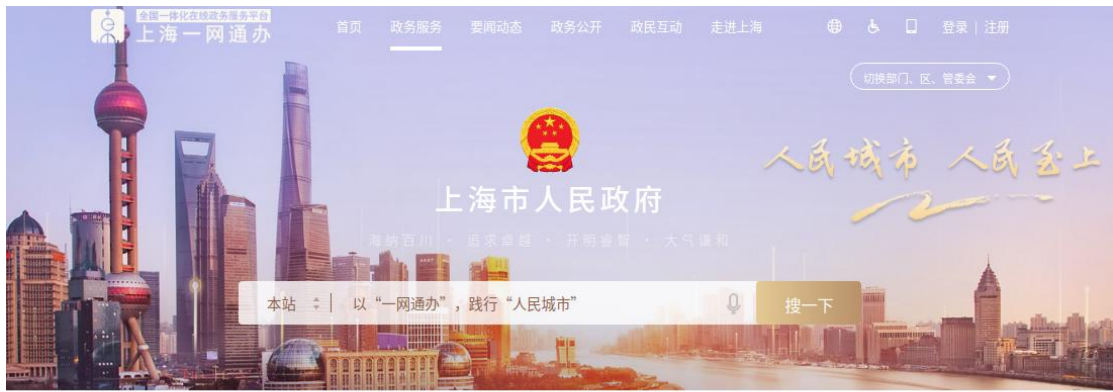 全国一体化在线政务服务平台
上海一网通办
首页 政务服务 要闻动态 政务公开 政民互动 走进上海 登录 | 注册
切换部门、区、管委会
人民城市 人民至上
上海市人民政府
海纳百川 · 追求卓越 · 开明睿智 · 大气谦和
本站 以“一网通办”，践行“人民城市” 搜一下